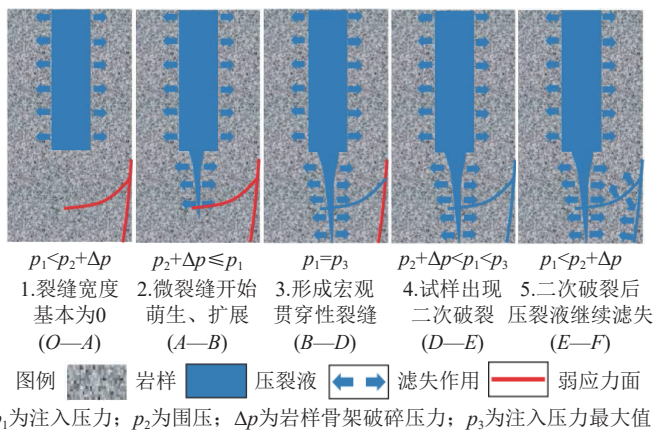 p₁<p₂+Δp p₂+Δp≤p₁ p₁=p₃ p₂+Δp<p₁<p₃ p₁<p₂+Δp
1.裂缝宽度 2.微裂缝开始 3.形成宏观 4.试样出现 5.二次破裂后
基本为0 萌生、扩展 贯穿性裂缝 二次破裂 压裂液继续滤失
(O—A) (A—B) (B—D) (D—E) (E—F)
图例 岩样 压裂液 滤失作用 弱应力面
p₁为注入压力；p₂为围压；Δp为岩样骨架破碎压力；p₃为注入压力最大值